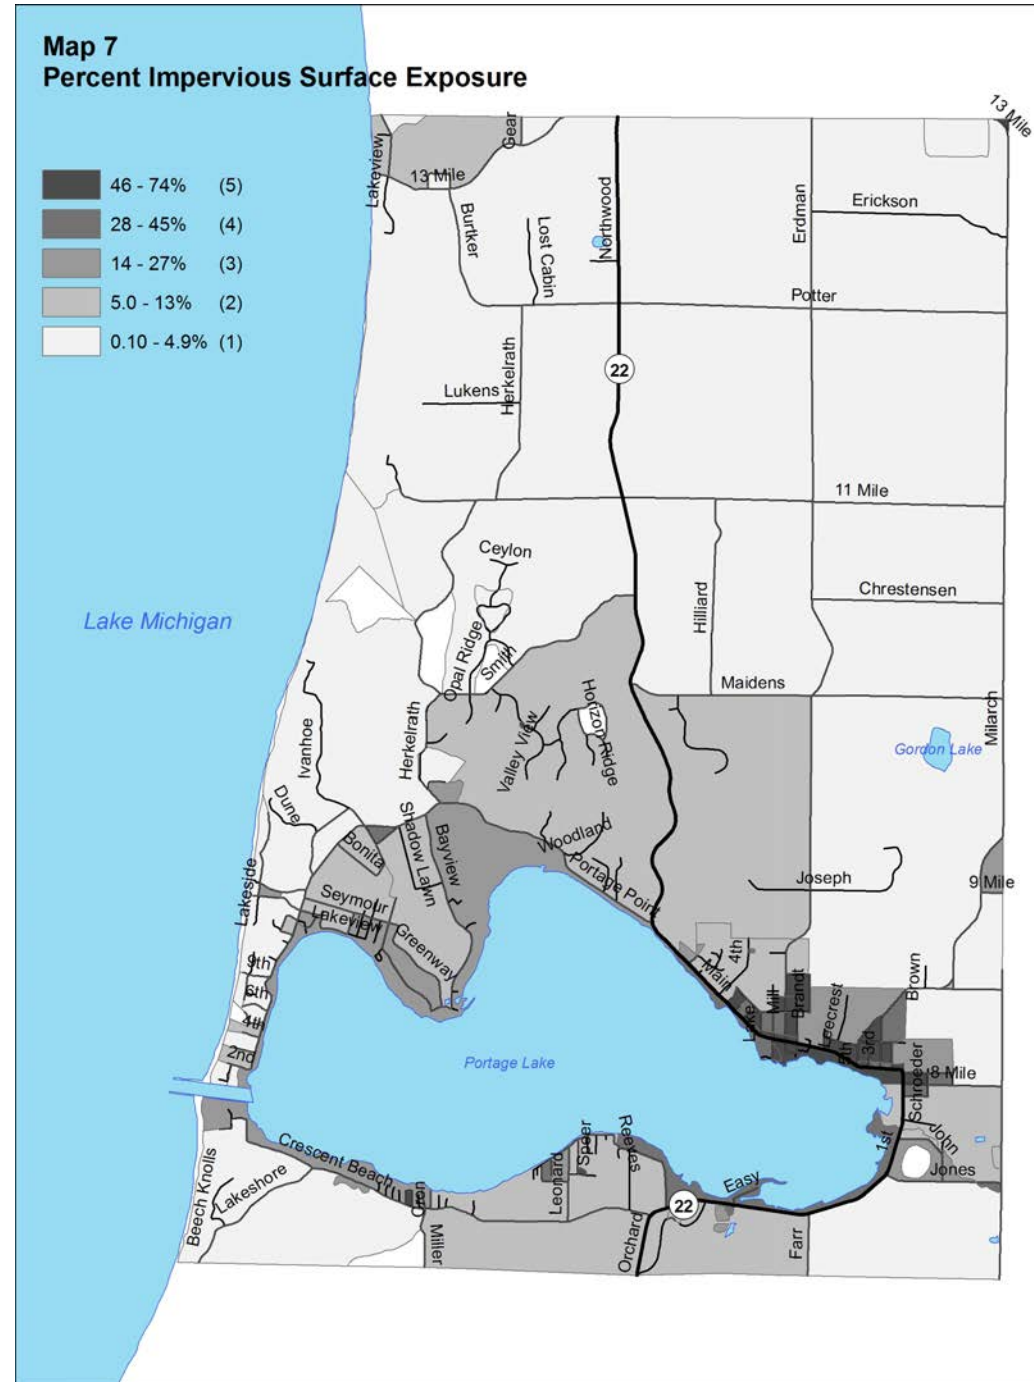 Map 7
Percent Impervious Surface Exposure
46 - 74% (5)
28 - 45% (4)
14 - 27% (3)
5.0 - 13% (2)
0.10 - 4.9% (1)
13 Mile
Gear
Lakeview
13 Mile
Burtker
Lost Cabin
Northwood
Erdman
Erickson
Potter
Herkelrath
Lukens
22
11 Mile
Ceylon
Hilliard
Chrestensen
Lake Michigan
Opal Ridge
Smith
Maidens
Horizon Ridge
Valley View
Milarch
Gordon Lake
Ivanhoe
Herkelrath
Dune
Shadow Lawn
Bayview
Woodland
Bonita
Portage Point
Joseph
9 Mile
Lakeside
Seymour
Lakeview
Greenway
4th
Main
9th
6th
4th
2nd
Brown
Mill
Brandt
Leecrest
Lake
5th
3rd
Schroeder
8 Mile
Portage Lake
John
1st
Jones
Crescent Beach
Speer
Reeves
Leonard
Easy
Beech Knolls
Lakeshore
Oron
Miller
Orchard
22
Farr